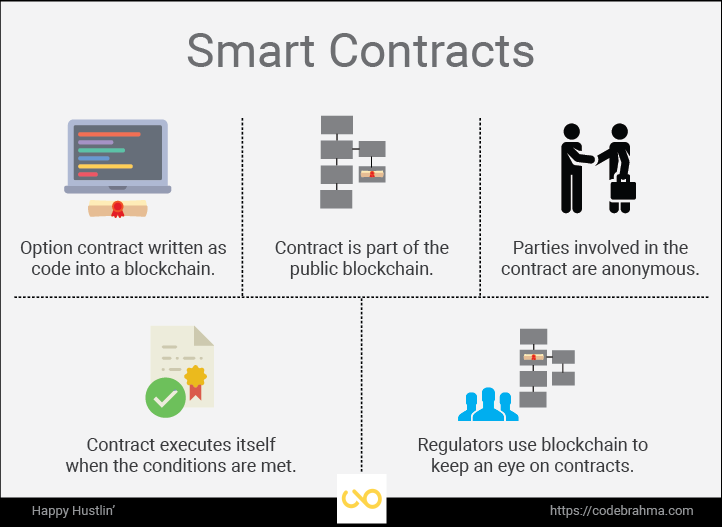 Smart Contracts
Option contract written as
code into a blockchain.
Contract is part of the
public blockchain.
Parties involved in the
contract are anonymous.
Contract executes itself
when the conditions are met.
Regulators use blockchain to
keep an eye on contracts.
Happy Hustlin’
https://codebrahma.com